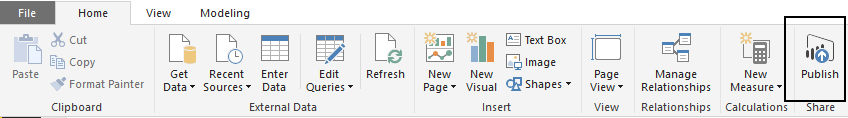 File Home View Modeling
Paste
Cut
Copy
Format Painter
Clipboard
Get Data
Recent Sources
Enter Data
Edit Queries
Refresh
External Data
New Page
New Visual
Text Box
Image
Shapes
Insert
Page View
View
Manage Relationships
Relationships
New Measure
Calculations
Publish
Share